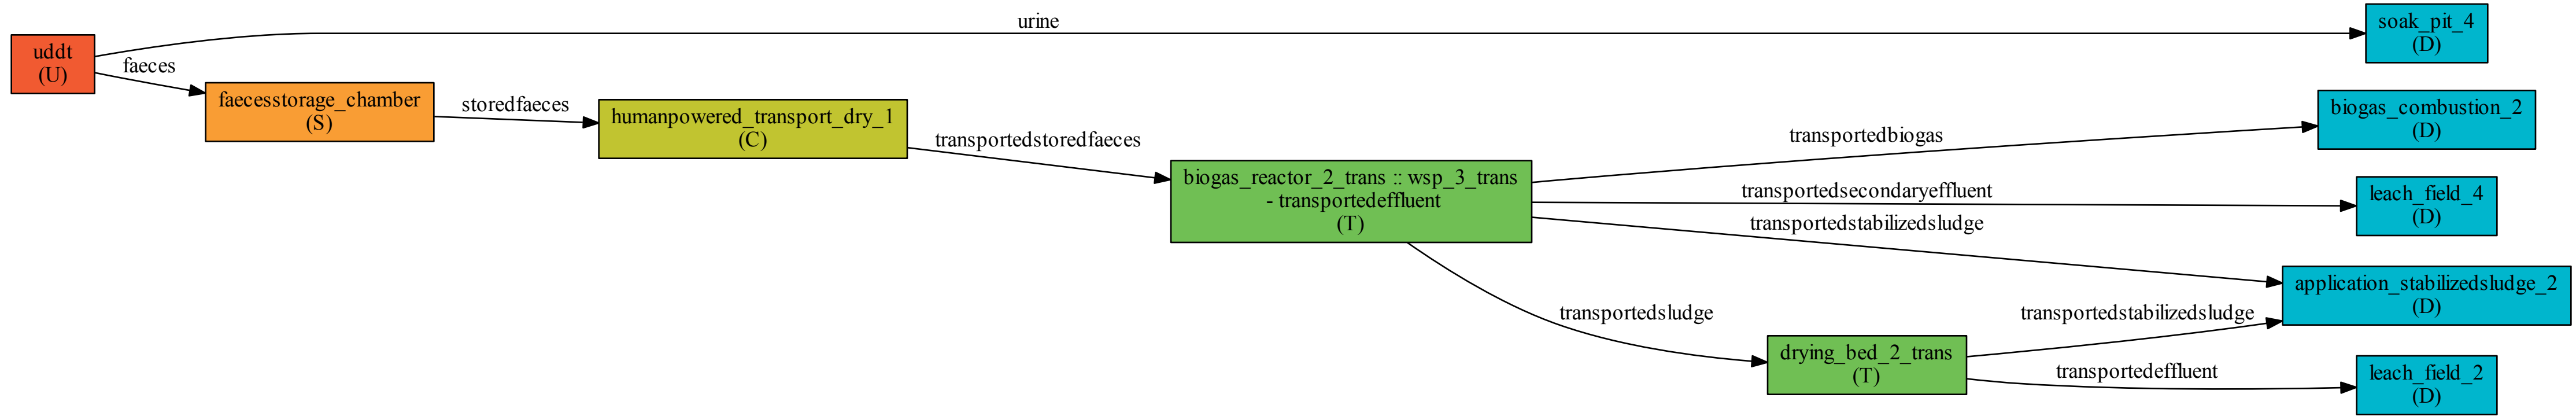 uddt
(U)
urine
faeces
faecesstorage_chamber
(S)
storedfaeces
humanpowered_transport_dry_1
(C)
transportedstoredfaeces
biogas_reactor_2_trans :: wsp_3_trans
- transportedeffluent
(T)
transportedbiogas
transportedsecondaryeffluent
transportedstabilizedsludge
transportedsludge
drying_bed_2_trans
(T)
transportedstabilizedsludge
transportedeffluent
soak_pit_4
(D)
biogas_combustion_2
(D)
leach_field_4
(D)
application_stabilizedsludge_2
(D)
leach_field_2
(D)